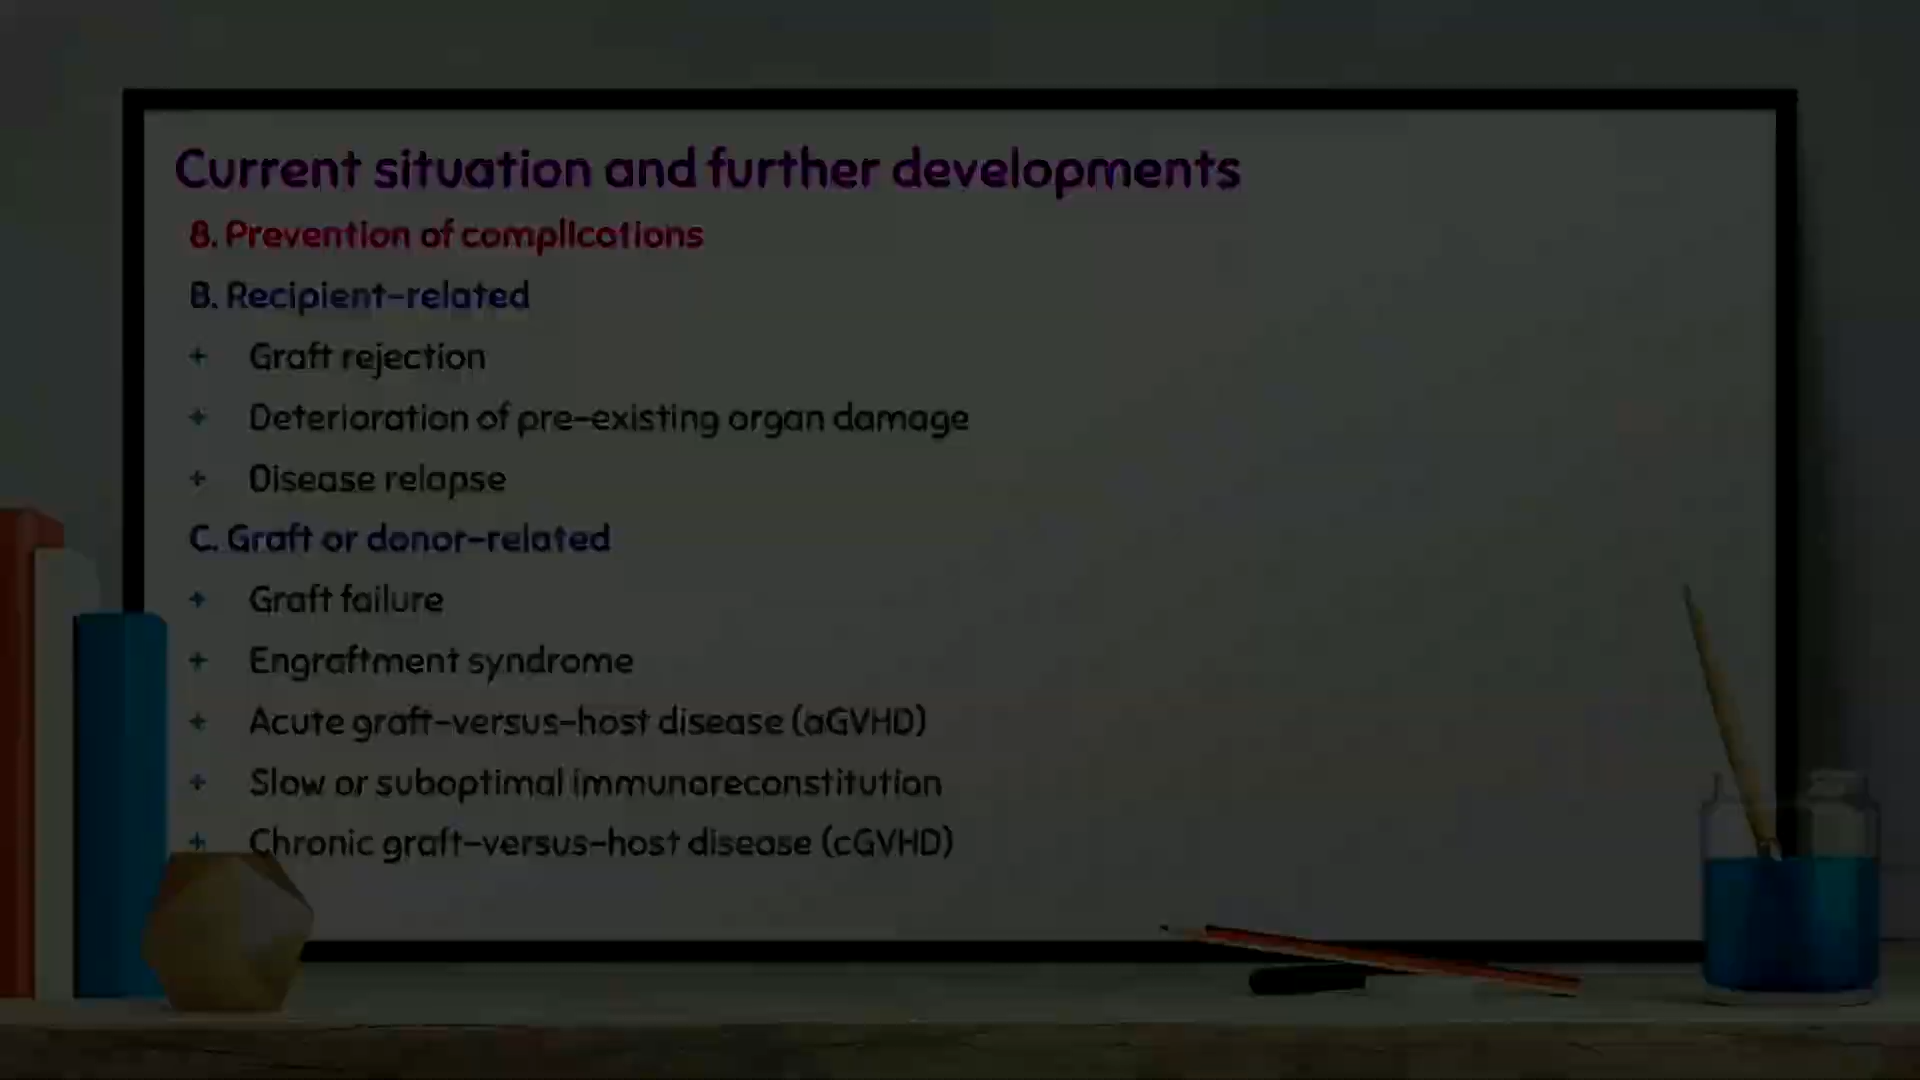 Current situation and further developments
8. Prevention of complications
B. Recipient-related
+ Graft rejection
+ Deterioration of pre-existing organ damage
+ Disease relapse
C. Graft or donor-related
+ Graft failure
+ Engraftment syndrome
+ Acute graft-versus-host disease (aGVHD)
+ Slow or suboptimal immunoreconstitution
+ Chronic graft-versus-host disease (cGVHD)